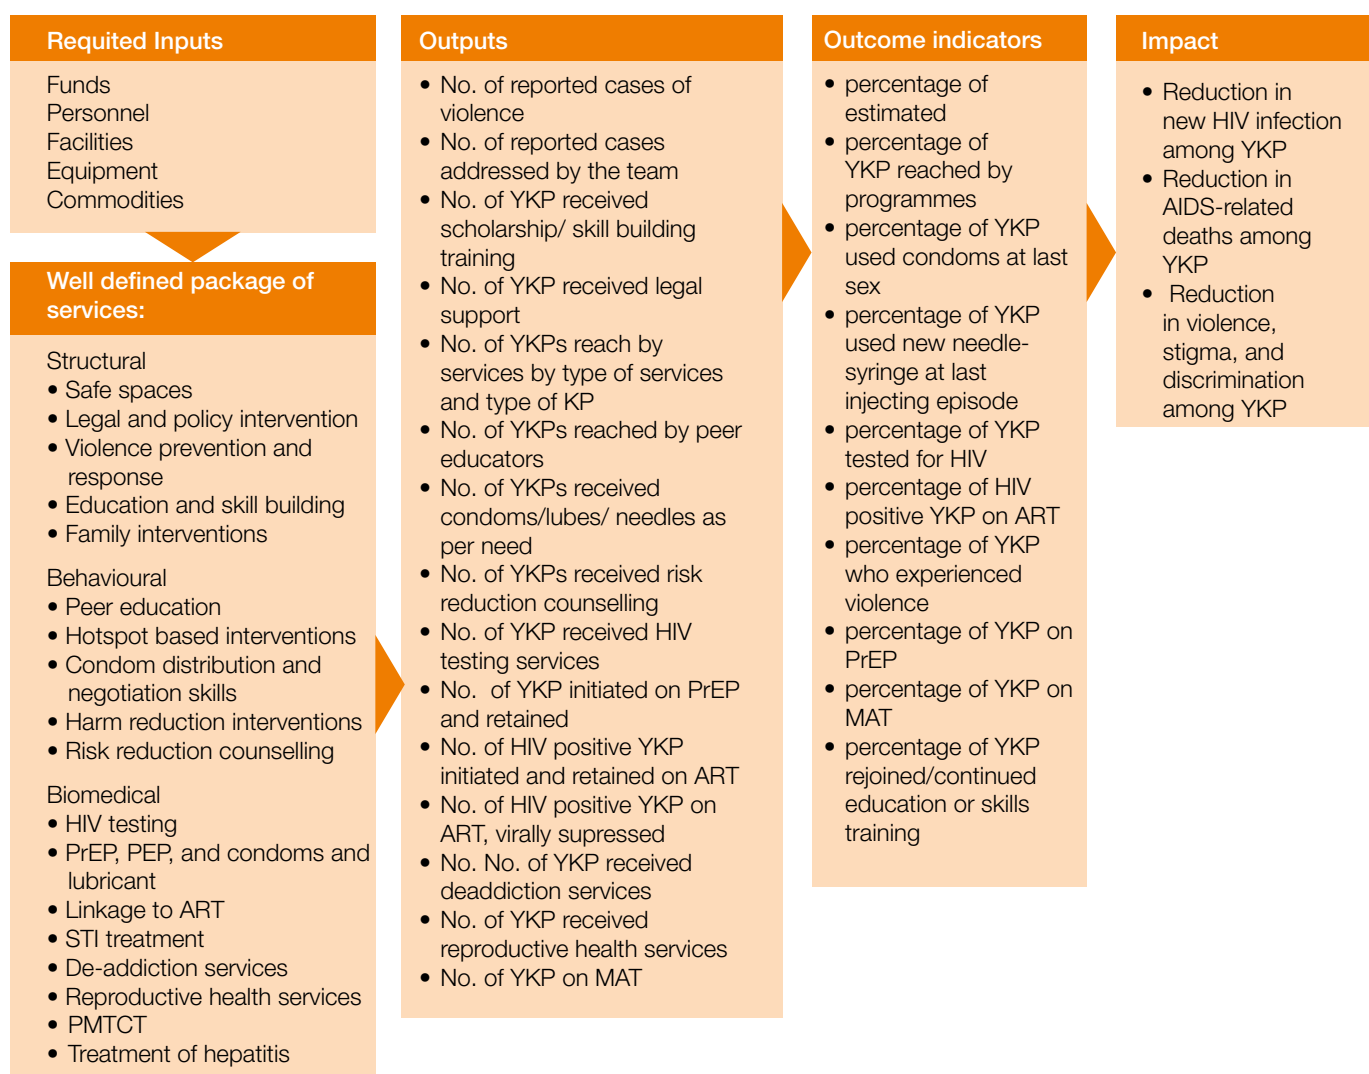 Requited Inputs
Funds
Personnel
Facilities
Equipment
Commodities
Well defined package of
services:
Structural
• Safe spaces
• Legal and policy intervention
• Violence prevention and
response
• Education and skill building
• Family interventions
Behavioural
• Peer education
• Hotspot based interventions
• Condom distribution and
negotiation skills
• Harm reduction interventions
• Risk reduction counselling
Biomedical
• HIV testing
• PrEP, PEP, and condoms and
lubricant
• Linkage to ART
• STI treatment
• De-addiction services
• Reproductive health services
• PMTCT
• Treatment of hepatitis
Outputs
• No. of reported cases of
violence
• No. of reported cases
addressed by the team
• No. of YKP received
scholarship/ skill building
training
• No. of YKP received legal
support
• No. of YKPs reach by
services by type of services
and type of KP
• No. of YKPs reached by peer
educators
• No. of YKPs received
condoms/lubes/ needles as
per need
• No. of YKPs received risk
reduction counselling
• No. of YKP received HIV
testing services
• No. of YKP initiated on PrEP
and retained
• No. of HIV positive YKP
initiated and retained on ART
• No. of HIV positive YKP on
ART, virally supressed
• No. No. of YKP received
deaddiction services
• No. of YKP received
reproductive health services
• No. of YKP on MAT
Outcome indicators
• percentage of
estimated
• percentage of
YKP reached by
programmes
• percentage of YKP
used condoms at last
sex
• percentage of YKP
used new needle-
syringe at last
injecting episode
• percentage of YKP
tested for HIV
• percentage of HIV
positive YKP on ART
• percentage of YKP
who experienced
violence
• percentage of YKP on
PrEP
• percentage of YKP on
MAT
• percentage of YKP
rejoined/continued
education or skills
training
Impact
• Reduction in
new HIV infection
among YKP
• Reduction in
AIDS-related
deaths among
YKP
• Reduction
in violence,
stigma, and
discrimination
among YKP